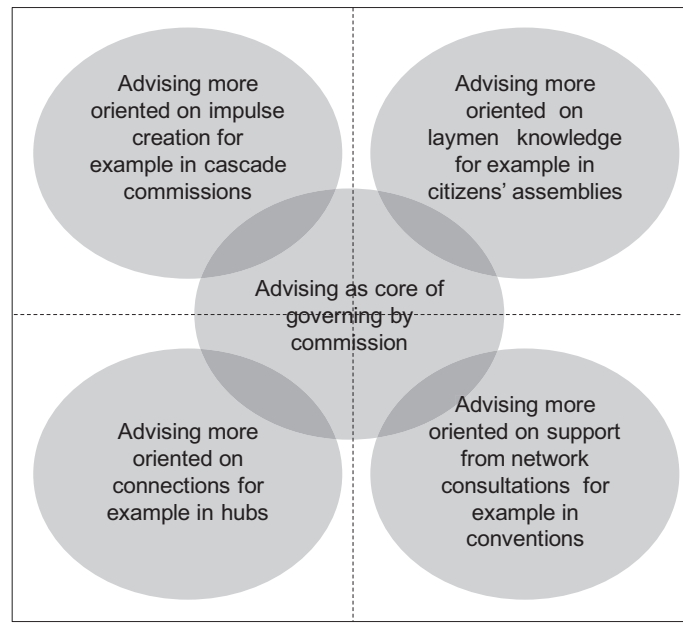 Advising more
oriented on impulse
creation for
example in cascade
commissions
Advising more
oriented on
laymen knowledge
for example in
citizens’ assemblies
Advising as core of
governing by
commission
Advising more
oriented on
connections for
example in hubs
Advising more
oriented on support
from network
consultations for
example in
conventions